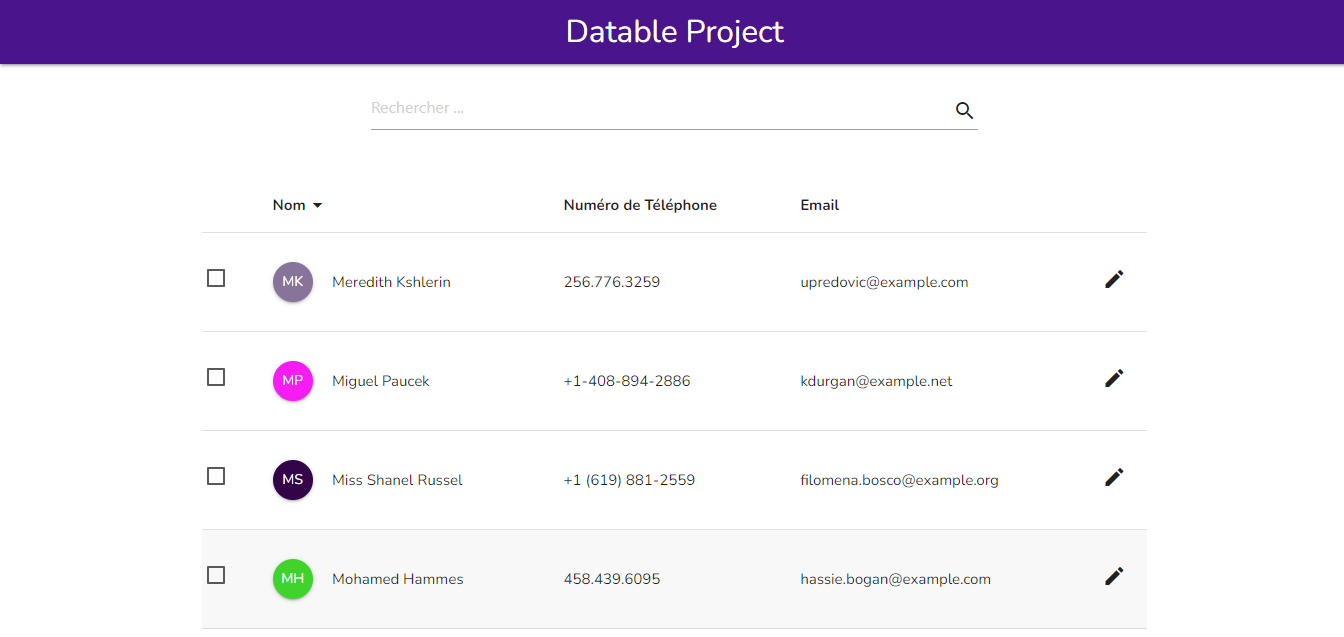 Datable Project
Rechercher ...
Nom Numéro de Téléphone Email
MK Meredith Kshlerin 256.776.3259 upredovic@example.com
MP Miguel Paucek +1-408-894-2886 kdurgan@example.net
MS Miss Shanel Russel +1 (619) 881-2559 filomena.bosco@example.org
MH Mohamed Hammes 458.439.6095 hassie.bogan@example.com